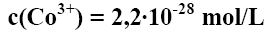 c(Co³⁺) = 2,2·10⁻²⁸ mol/L